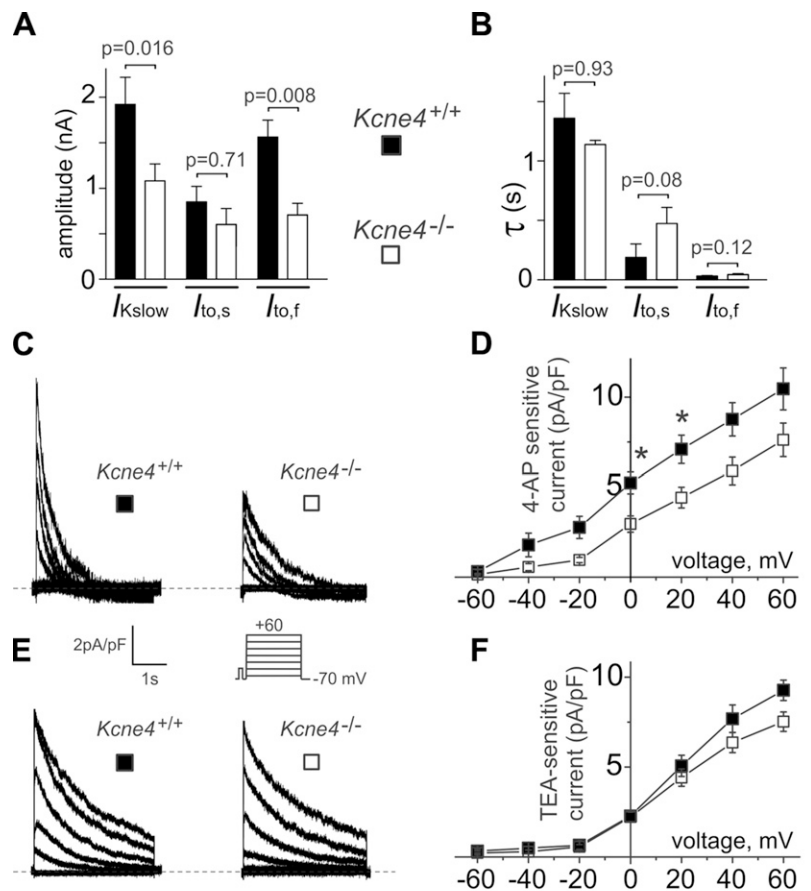 A
p=0.016
p=0.71
p=0.008
amplitude (nA)
2
1
0
IKslow
Ito,s
Ito,f
Kcne4+/+
Kcne4-/-
B
p=0.93
p=0.08
p=0.12
τ (s)
1
0
IKslow
Ito,s
Ito,f
C
Kcne4+/+
Kcne4-/-
D
4-AP sensitive
current (pA/pF)
10
5
*
*
voltage, mV
-60 -40 -20 0 20 40 60
E
2pA/pF
1s
+60
-70 mV
Kcne4+/+
Kcne4-/-
F
TEA-sensitive
current (pA/pF)
10
5
voltage, mV
-60 -40 -20 0 20 40 60